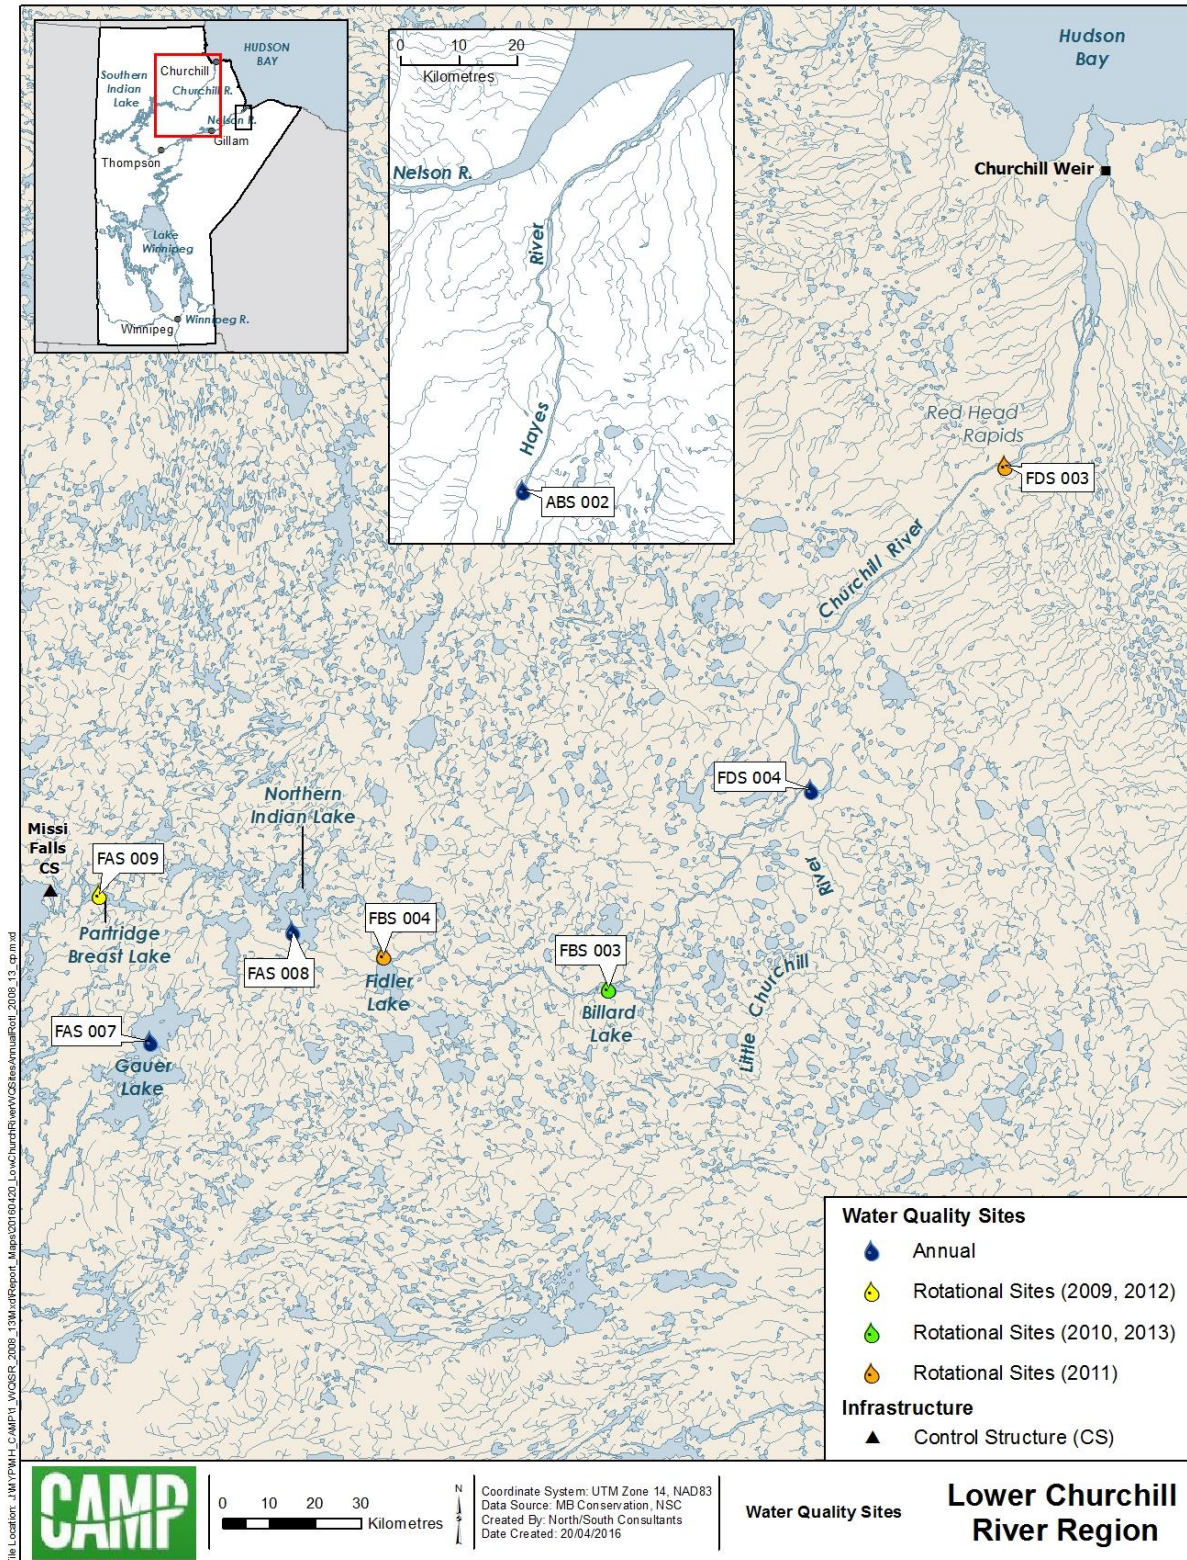 HUDSON
BAY
Churchill
Southern
Indian
Lake
Churchill R.
Nelson R.
Gillam
Thompson
Lake
Winnipeg
Winnipeg R.
Winnipeg
0 10 20
Kilometres
Nelson R.
River
Hayes
ABS 002
Hudson
Bay
Churchill Weir
Red Head
Rapids
FDS 003
Churchill River
FDS 004
Northern
Indian Lake
Missi
Falls
CS
FAS 009
Partridge
Breast Lake
FAS 008
FBS 004
Fidler
Lake
FBS 003
Billard
Lake
Little Churchill
River
FAS 007
Gauer
Lake
Water Quality Sites
Annual
Rotational Sites (2009, 2012)
Rotational Sites (2010, 2013)
Rotational Sites (2011)
Infrastructure
Control Structure (CS)
CAMP
0 10 20 30
Kilometres
N
Coordinate System: UTM Zone 14, NAD83
Data Source: MB Conservation, NSC
Created By: North/South Consultants
Date Created: 20/04/2016
Water Quality Sites
Lower Churchill
River Region